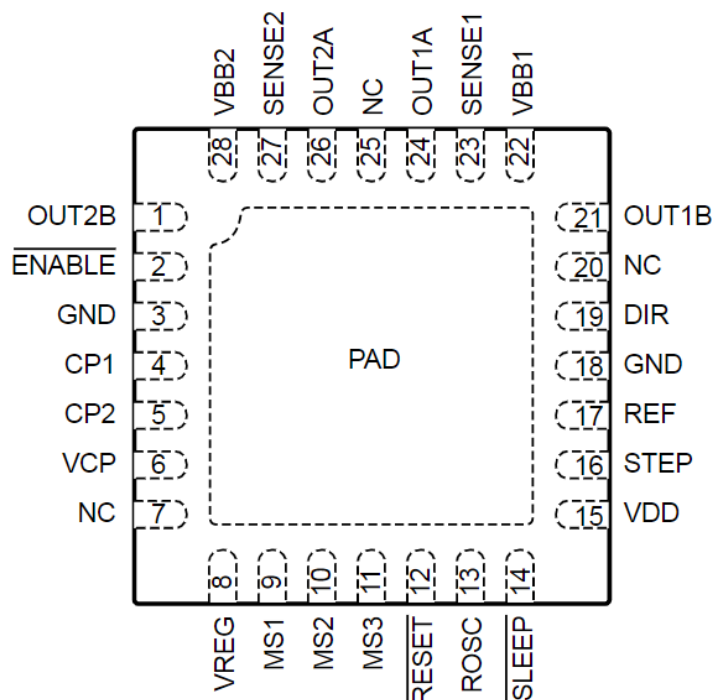 VBB2 SENSE2 OUT2A NC OUT1A SENSE1 VBB1
28 27 26 25 24 23 22
OUT2B 1 21 OUT1B
ENABLE 2 20 NC
GND 3 19 DIR
CP1 4 PAD 18 GND
CP2 5 17 REF
VCP 6 16 STEP
NC 7 15 VDD
8 9 10 11 12 13 14
VREG MS1 MS2 MS3 RESET ROSC SLEEP